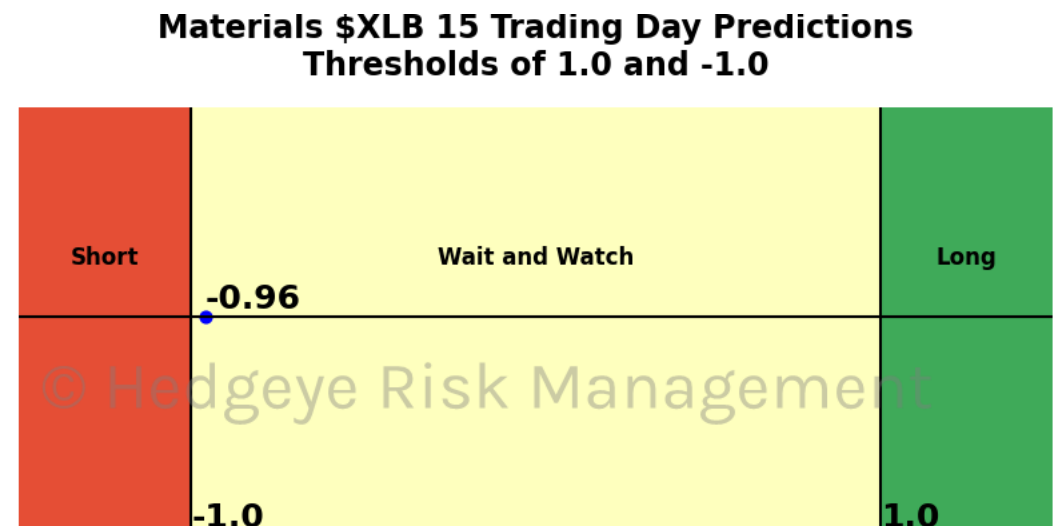 Materials $XLB 15 Trading Day Predictions
Thresholds of 1.0 and -1.0
Short
Wait and Watch
Long
-0.96
© Hedgeye Risk Management
-1.0
1.0